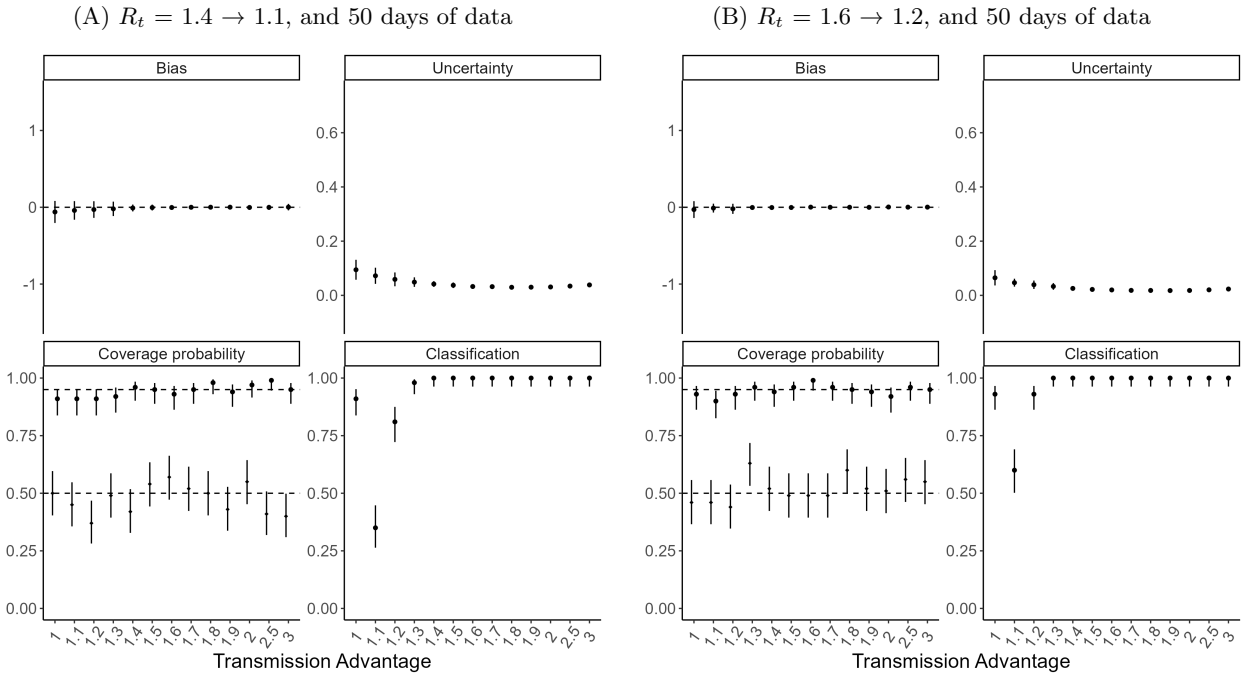 (A) R_t = 1.4 → 1.1, and 50 days of data
Bias
Uncertainty
1
0
-1
0.6
0.4
0.2
0.0
Coverage probability
Classification
1.00
0.75
0.50
0.25
0.00
1.00
0.75
0.50
0.25
0.00
1 1.1 1.2 1.3 1.4 1.5 1.6 1.7 1.8 1.9 2 2.5 3
1 1.1 1.2 1.3 1.4 1.5 1.6 1.7 1.8 1.9 2 2.5 3
Transmission Advantage
(B) R_t = 1.6 → 1.2, and 50 days of data
Bias
Uncertainty
1
0
-1
0.6
0.4
0.2
0.0
Coverage probability
Classification
1.00
0.75
0.50
0.25
0.00
1.00
0.75
0.50
0.25
0.00
1 1.1 1.2 1.3 1.4 1.5 1.6 1.7 1.8 1.9 2 2.5 3
1 1.1 1.2 1.3 1.4 1.5 1.6 1.7 1.8 1.9 2 2.5 3
Transmission Advantage